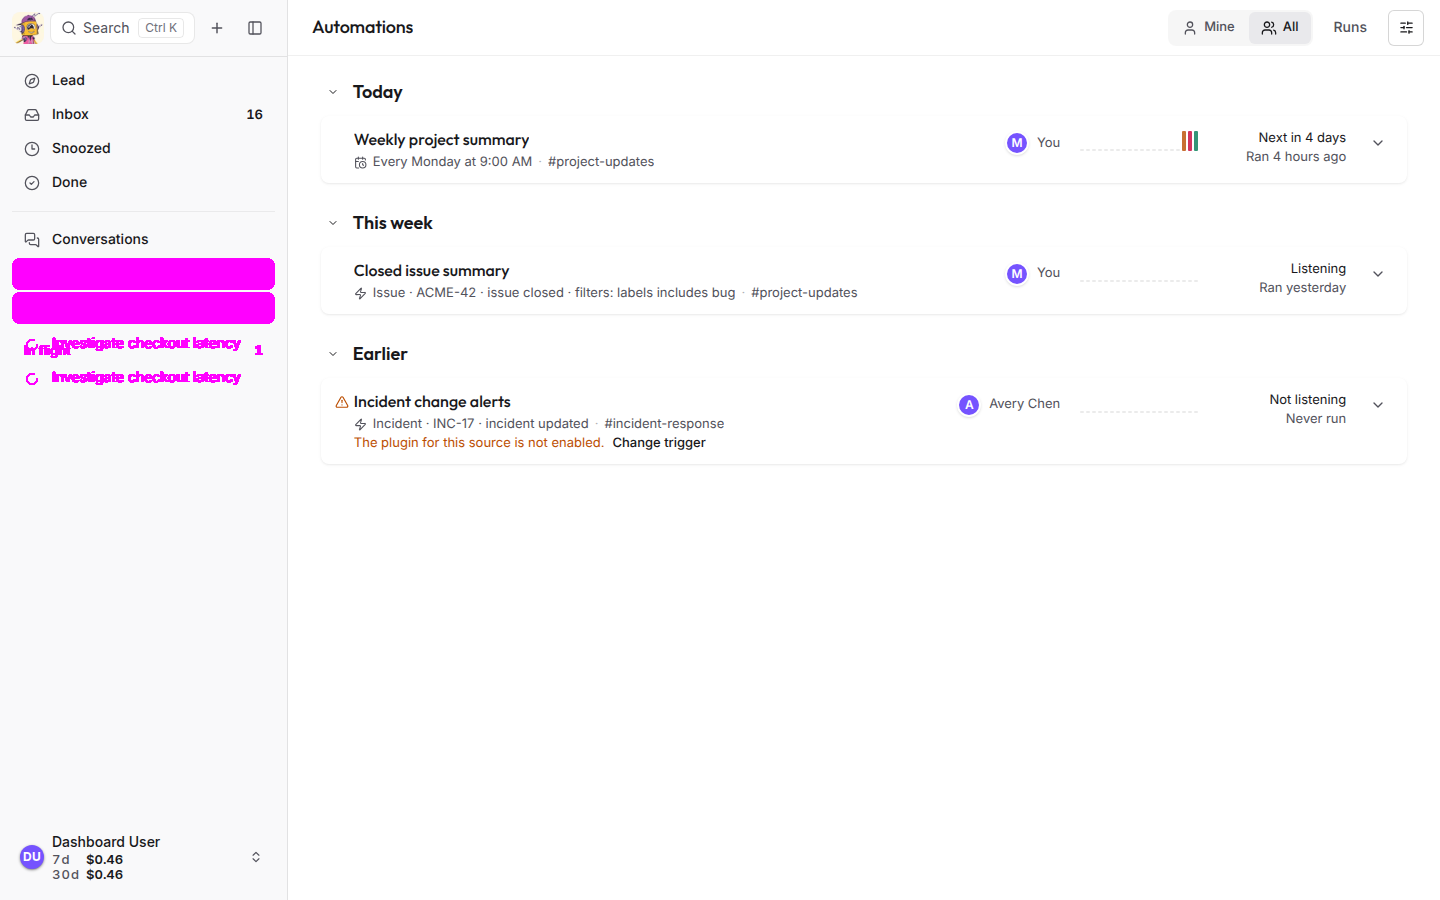 Search Ctrl K
Lead
Inbox 16
Snoozed
Done
Conversations
Investigate checkout latency
In flight 1
Investigate checkout latency
Dashboard User
DU
7d $0.46
30d $0.46
Automations
Mine All Runs
Today
Weekly project summary
Every Monday at 9:00 AM · #project-updates
M You
Next in 4 days
Ran 4 hours ago
This week
Closed issue summary
Issue · ACME-42 · issue closed · filters: labels includes bug · #project-updates
M You
Listening
Ran yesterday
Earlier
Incident change alerts
Incident · INC-17 · incident updated · #incident-response
The plugin for this source is not enabled. Change trigger
A Avery Chen
Not listening
Never run